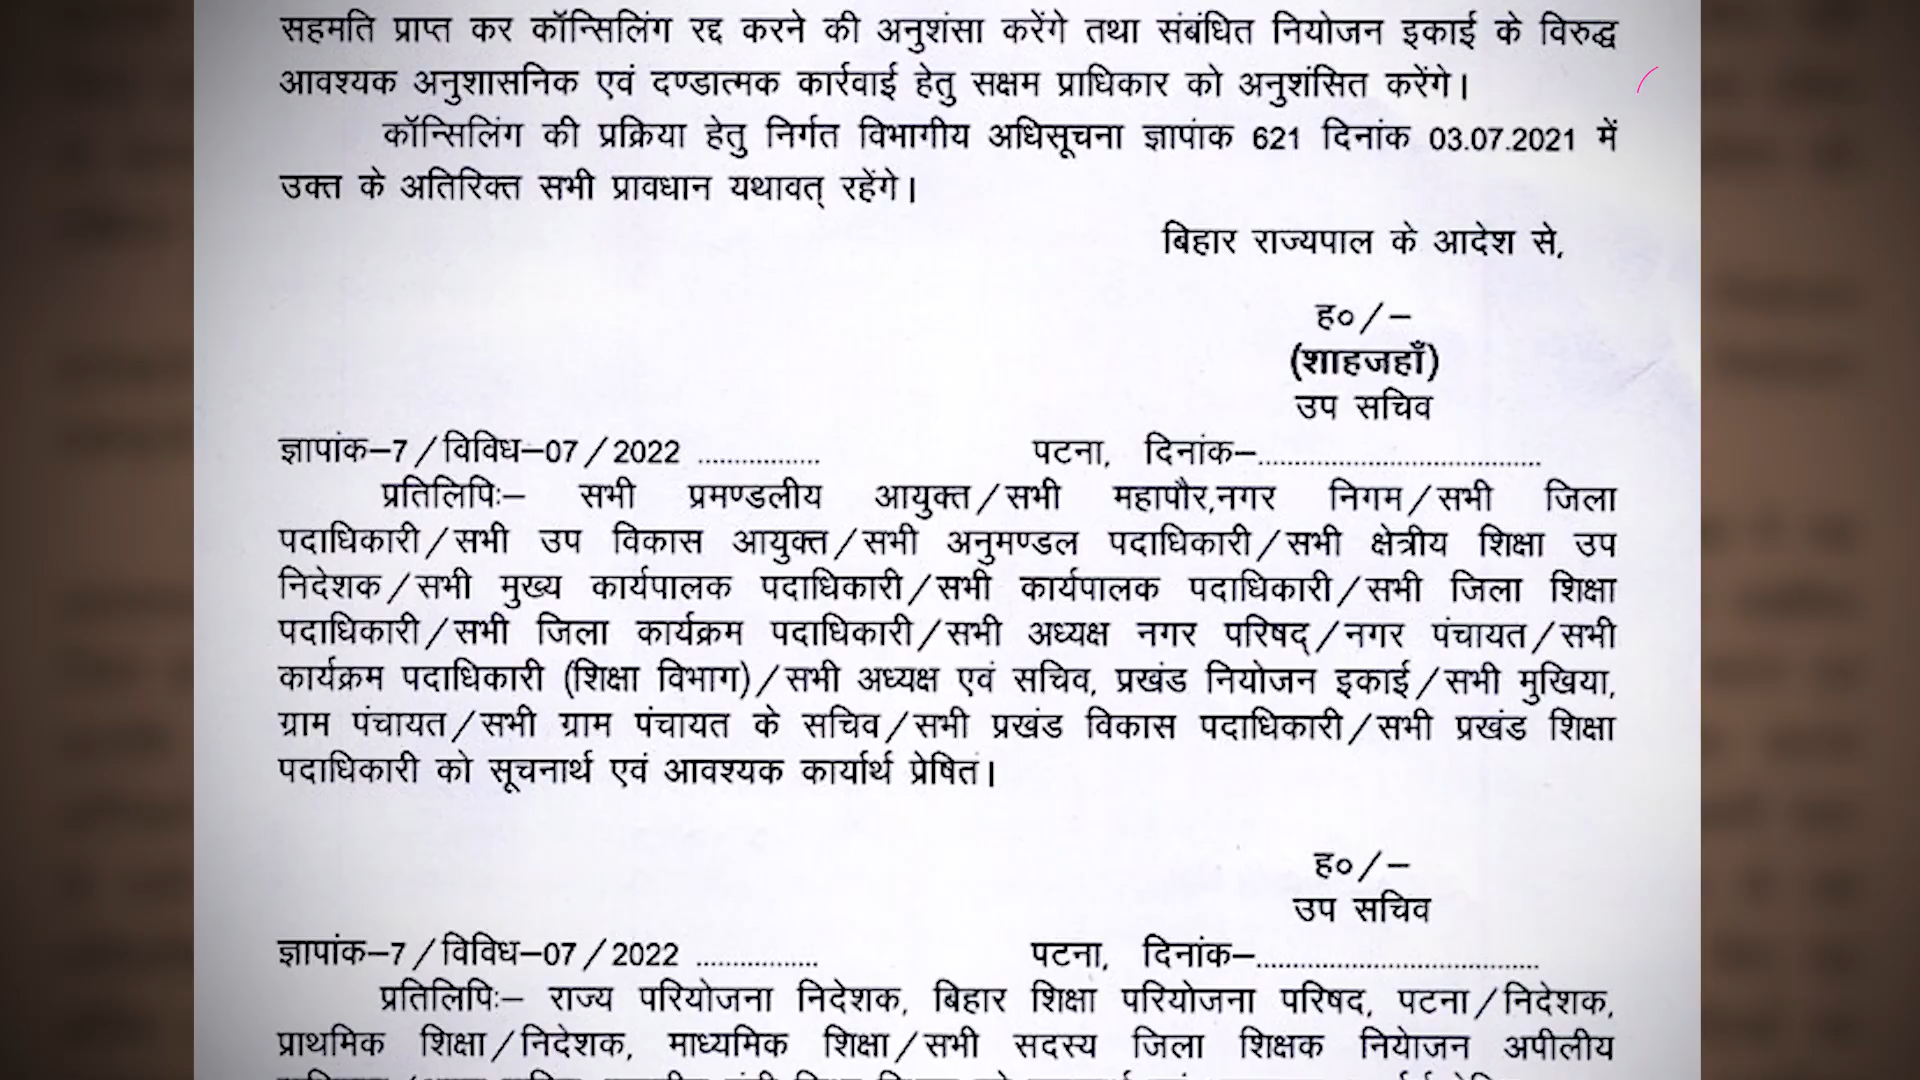 सहमति प्राप्त कर कॉन्सिलिंग रद्द करने की अनुशंसा करेंगे तथा संबंधित नियोजन इकाई के विरुद्ध
आवश्यक अनुशासनिक एवं दण्डात्मक कार्रवाई हेतु सक्षम प्राधिकार को अनुशंसित करेंगे।
कॉन्सिलिंग की प्रक्रिया हेतु निर्गत विभागीय अधिसूचना ज्ञापांक 621 दिनांक 03.07.2021 में
उक्त के अतिरिक्त सभी प्रावधान यथावत् रहेंगे।
बिहार राज्यपाल के आदेश से,
ह०/–
(शाहजहाँ)
उप सचिव
ज्ञापांक–7/विविध–07/2022 ................. पटना, दिनांक–.......................................
प्रतिलिपिः– सभी प्रमण्डलीय आयुक्त/सभी महापौर,नगर निगम/सभी जिला
पदाधिकारी/सभी उप विकास आयुक्त/सभी अनुमण्डल पदाधिकारी/सभी क्षेत्रीय शिक्षा उप
निदेशक/सभी मुख्य कार्यपालक पदाधिकारी/सभी कार्यपालक पदाधिकारी/सभी जिला शिक्षा
पदाधिकारी/सभी जिला कार्यक्रम पदाधिकारी/सभी अध्यक्ष नगर परिषद्/नगर पंचायत/सभी
कार्यक्रम पदाधिकारी (शिक्षा विभाग)/सभी अध्यक्ष एवं सचिव, प्रखंड नियोजन इकाई/सभी मुखिया,
ग्राम पंचायत/सभी ग्राम पंचायत के सचिव/सभी प्रखंड विकास पदाधिकारी/सभी प्रखंड शिक्षा
पदाधिकारी को सूचनार्थ एवं आवश्यक कार्यार्थ प्रेषित।
ह०/–
उप सचिव
ज्ञापांक–7/विविध–07/2022 ................. पटना, दिनांक–.......................................
प्रतिलिपिः– राज्य परियोजना निदेशक, बिहार शिक्षा परियोजना परिषद, पटना/निदेशक,
प्राथमिक शिक्षा/निदेशक, माध्यमिक शिक्षा/सभी सदस्य जिला शिक्षक नियोजन अपीलीय